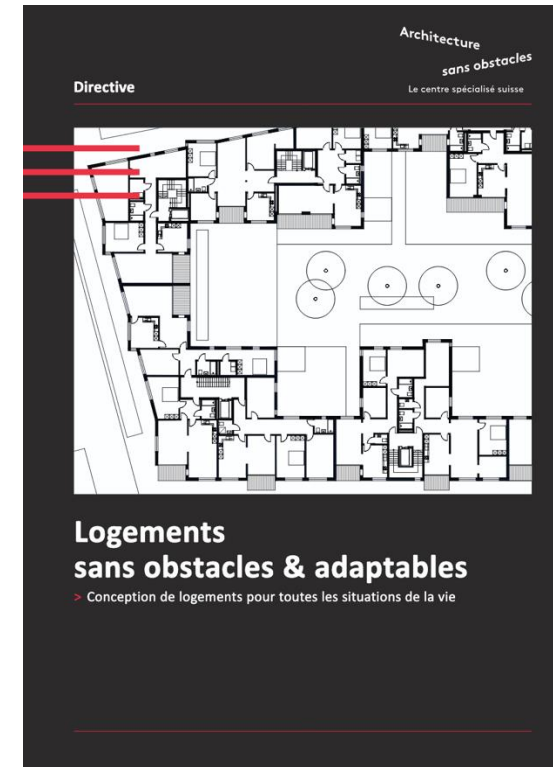 Architecture
sans obstacles
Directive
Le centre spécialisé suisse
Logements
sans obstacles & adaptables
> Conception de logements pour toutes les situations de la vie